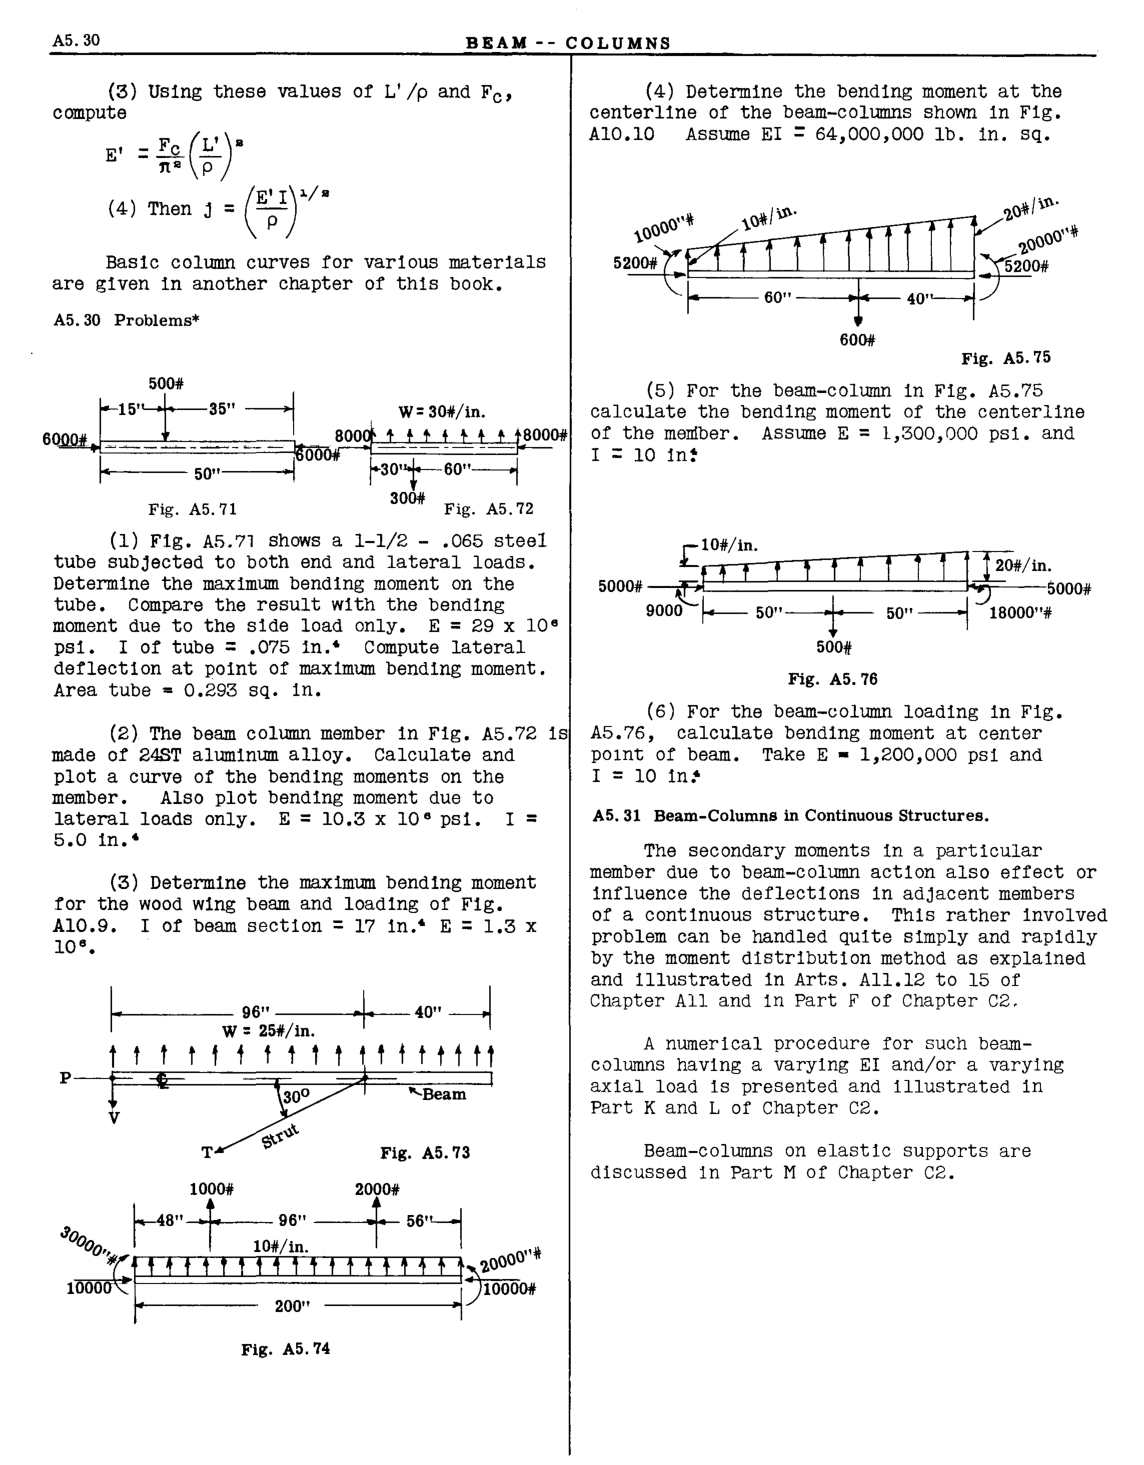 A5.30
BEAM -- COLUMNS
(3) Using these values of L'/ρ and F_C,
compute
E' = F_C/π² (L'/ρ)²
(4) Then j = (E'I/ρ)^1/2
Basic column curves for various materials
are given in another chapter of this book.
A5.30 Problems*
500#
15" 35"
6000# 6000#
50"
Fig. A5.71
W = 30#/in.
8000 8000#
30" 60"
300#
Fig. A5.72
(1) Fig. A5.71 shows a 1-1/2 - .065 steel
tube subjected to both end and lateral loads.
Determine the maximum bending moment on the
tube. Compare the result with the bending
moment due to the side load only. E = 29 x 10⁶
psi. I of tube = .075 in.⁴ Compute lateral
deflection at point of maximum bending moment.
Area tube = 0.293 sq. in.
(2) The beam column member in Fig. A5.72 is
made of 24ST aluminum alloy. Calculate and
plot a curve of the bending moments on the
member. Also plot bending moment due to
lateral loads only. E = 10.3 x 10⁶ psi. I =
5.0 in.⁴
(3) Determine the maximum bending moment
for the wood wing beam and loading of Fig.
A10.9. I of beam section = 17 in.⁴ E = 1.3 x
10⁶.
96" 40"
W = 25#/in.
P
℄
30°
Beam
V
T
Strut
Fig. A5.73
1000# 2000#
48" 96" 56"
30000"#
10#/in.
20000"#
10000 10000#
200"
Fig. A5.74
(4) Determine the bending moment at the
centerline of the beam-columns shown in Fig.
A10.10 Assume EI = 64,000,000 lb. in. sq.
10000"#
10#/in.
20#/in.
20000"#
5200# 5200#
60" 40"
600#
Fig. A5.75
(5) For the beam-column in Fig. A5.75
calculate the bending moment of the centerline
of the member. Assume E = 1,300,000 psi. and
I = 10 in⁴.
10#/in.
20#/in.
5000# 5000#
9000 50" 50" 18000"#
500#
Fig. A5.76
(6) For the beam-column loading in Fig.
A5.76, calculate bending moment at center
point of beam. Take E = 1,200,000 psi and
I = 10 in.⁴
A5.31 Beam-Columns in Continuous Structures.
The secondary moments in a particular
member due to beam-column action also effect or
influence the deflections in adjacent members
of a continuous structure. This rather involved
problem can be handled quite simply and rapidly
by the moment distribution method as explained
and illustrated in Arts. A11.12 to 15 of
Chapter A11 and in Part F of Chapter C2.
A numerical procedure for such beam-
columns having a varying EI and/or a varying
axial load is presented and illustrated in
Part K and L of Chapter C2.
Beam-columns on elastic supports are
discussed in Part M of Chapter C2.